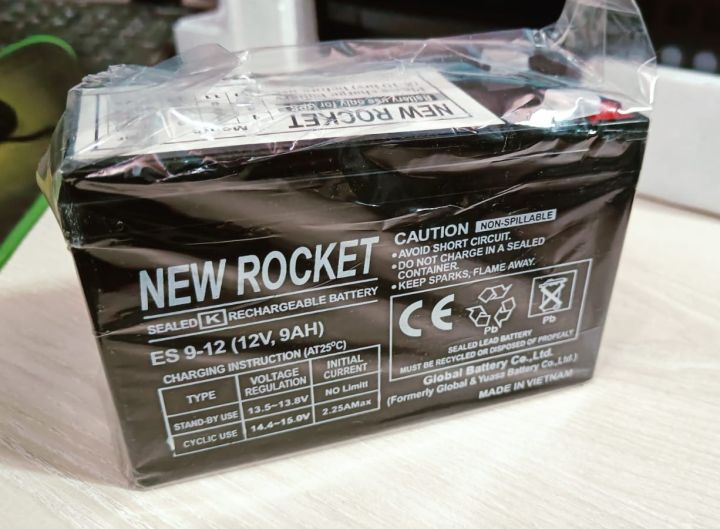 NEW ROCKET
NEW ROCKET
SEALED K RECHARGEABLE BATTERY
ES 9-12 (12V, 9AH)
CHARGING INSTRUCTION (AT25°C)
TYPE VOLTAGE REGULATION INITIAL CURRENT
STAND-BY USE 13.5~13.8V NO Limit!
CYCLIC USE 14.4~15.0V 2.25AMax
CAUTION NON-SPILLABLE
•AVOID SHORT CIRCUIT.
•DO NOT CHARGE IN A SEALED
CONTAINER.
•KEEP SPARKS, FLAME AWAY.
CE Pb Pb
SEALED LEAD BATTERY
MUST BE RECYCLED OR DISPOSED OF PROPEALY
Global Battery Co.,Ltd.
(Formerly Global & Yuasa Battery Co.,Ltd.)
MADE IN VIETNAM